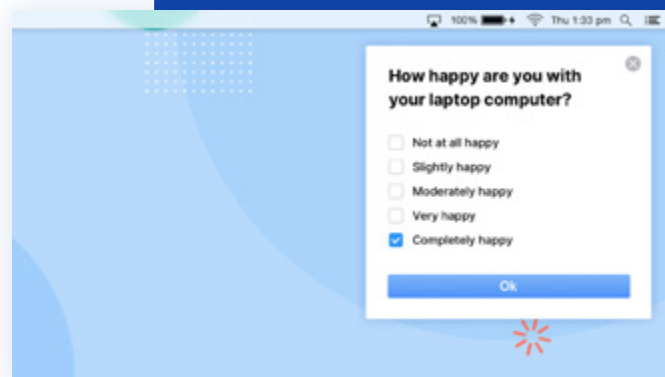 100% Thu 1:33 pm
How happy are you with
your laptop computer?
Not at all happy
Slightly happy
Moderately happy
Very happy
Completely happy
Ok